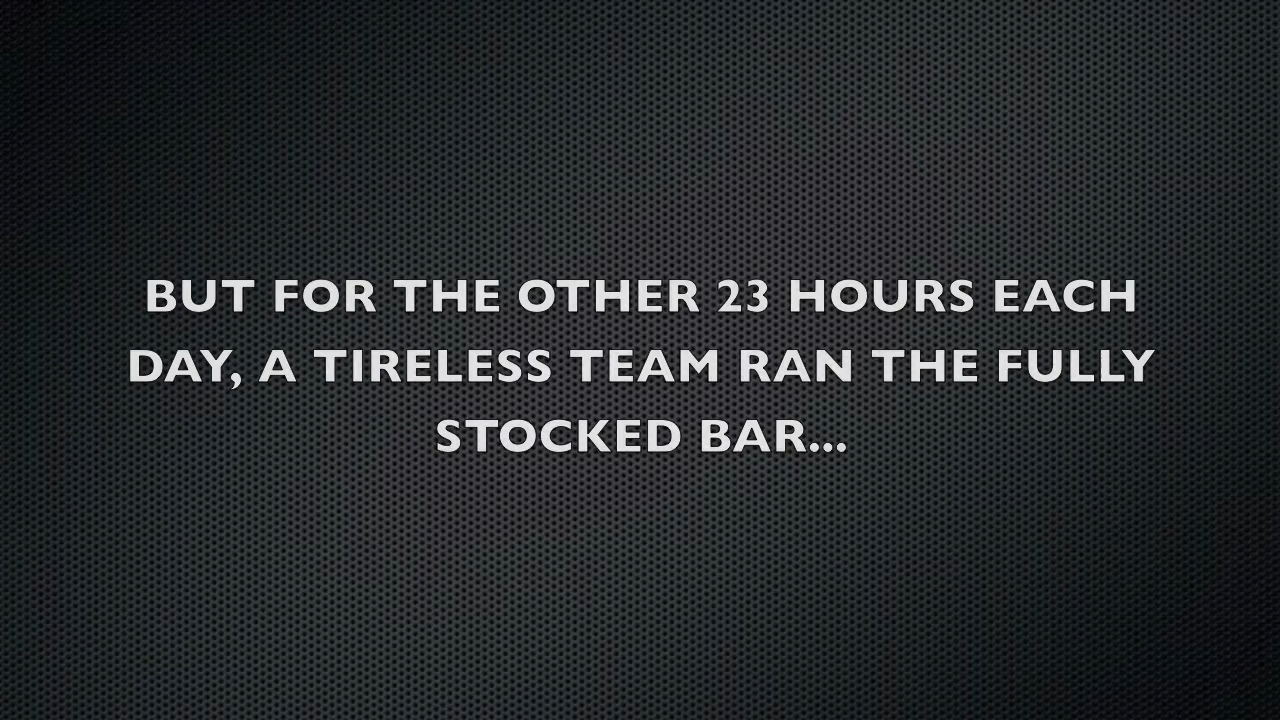 BUT FOR THE OTHER 23 HOURS EACH
DAY, A TIRELESS TEAM RAN THE FULLY
STOCKED BAR...